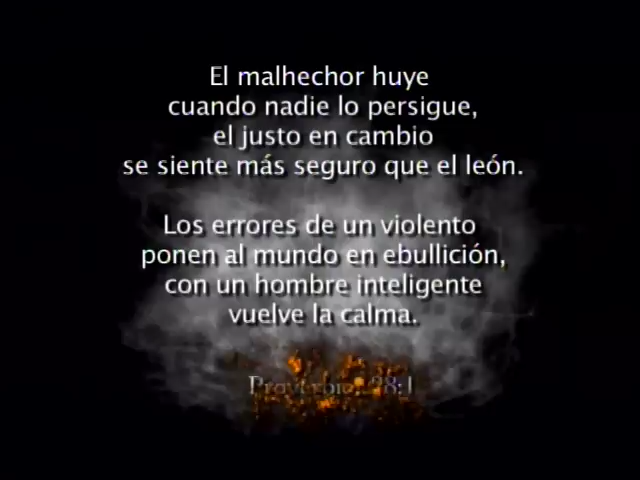 El malhechor huye
cuando nadie lo persigue,
el justo en cambio
se siente más seguro que el león.
Los errores de un violento
ponen al mundo en ebullición,
con un hombre inteligente
vuelve la calma.
28:1